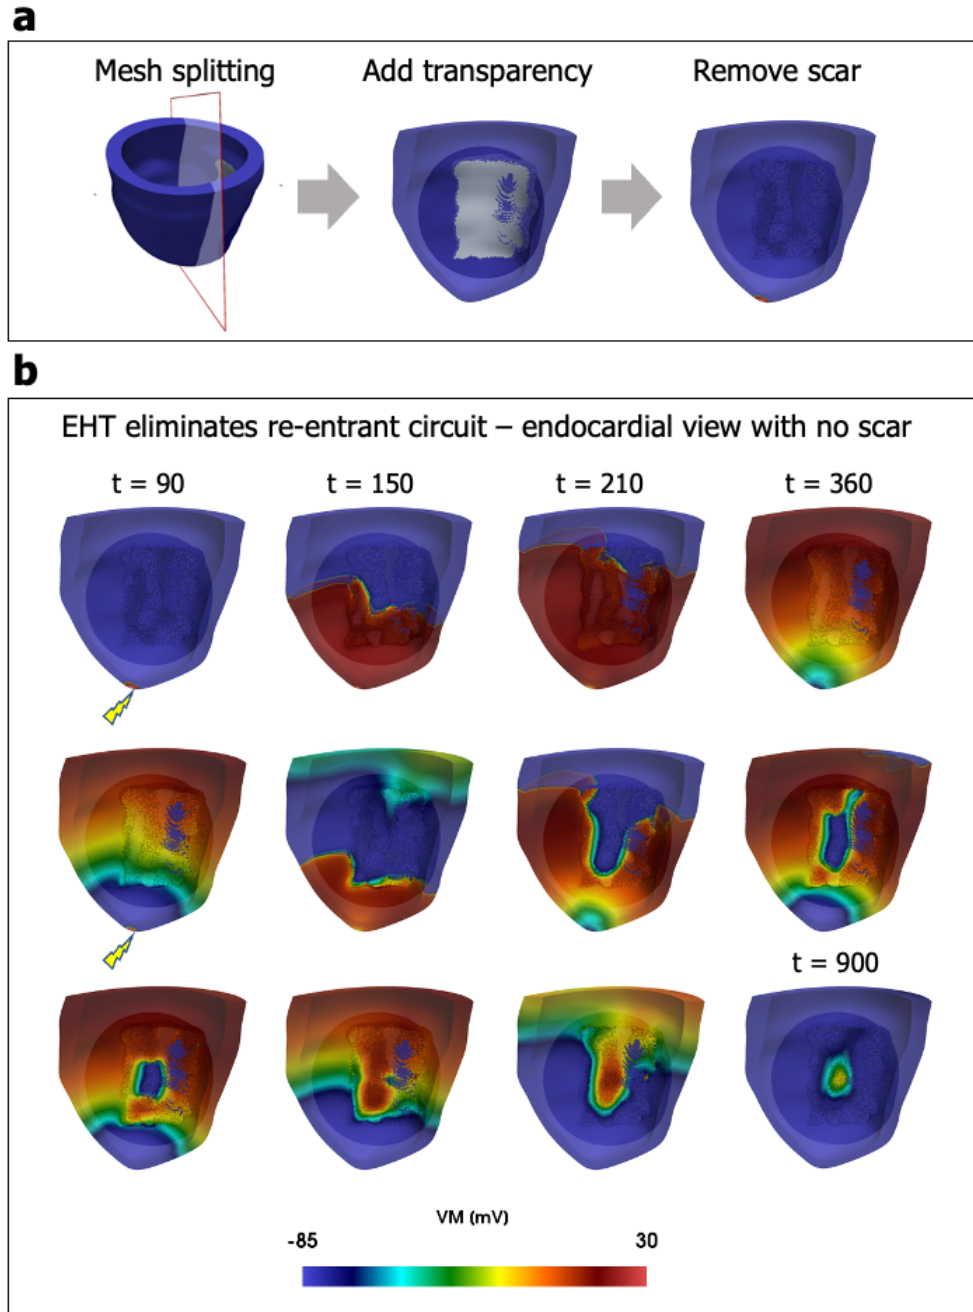 a
Mesh splitting
Add transparency
Remove scar
b
EHT eliminates re-entrant circuit – endocardial view with no scar
t = 90
t = 150
t = 210
t = 360
t = 900
VM (mV)
-85
30